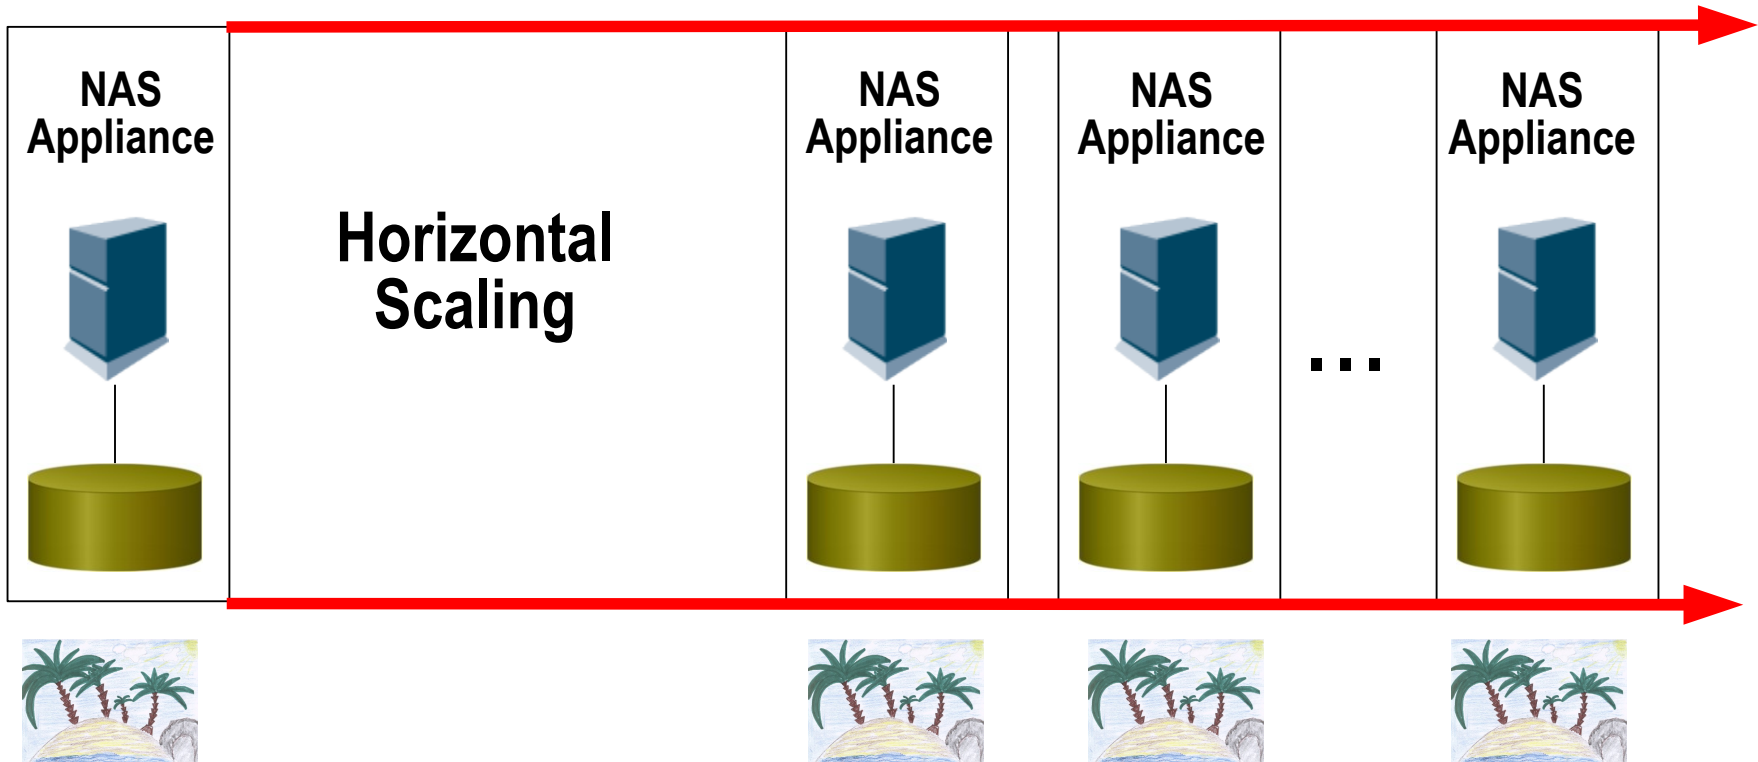 NAS
Appliance
Horizontal
Scaling
NAS
Appliance
NAS
Appliance
...
NAS
Appliance